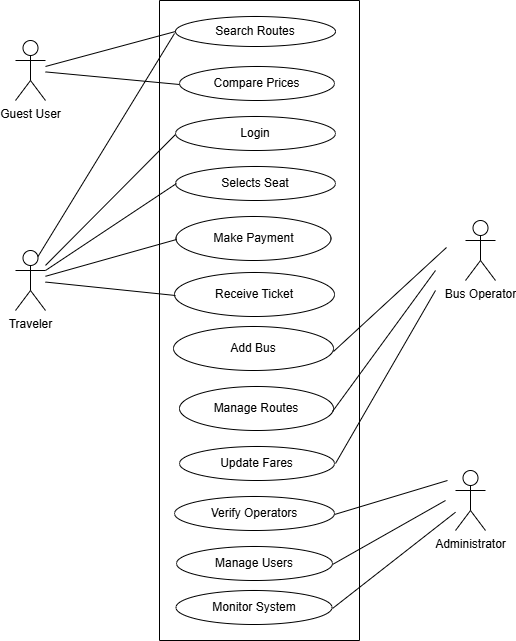 Search Routes
Compare Prices
Guest User
Login
Selects Seat
Make Payment
Receive Ticket
Traveler
Bus Operator
Add Bus
Manage Routes
Update Fares
Verify Operators
Administrator
Manage Users
Monitor System